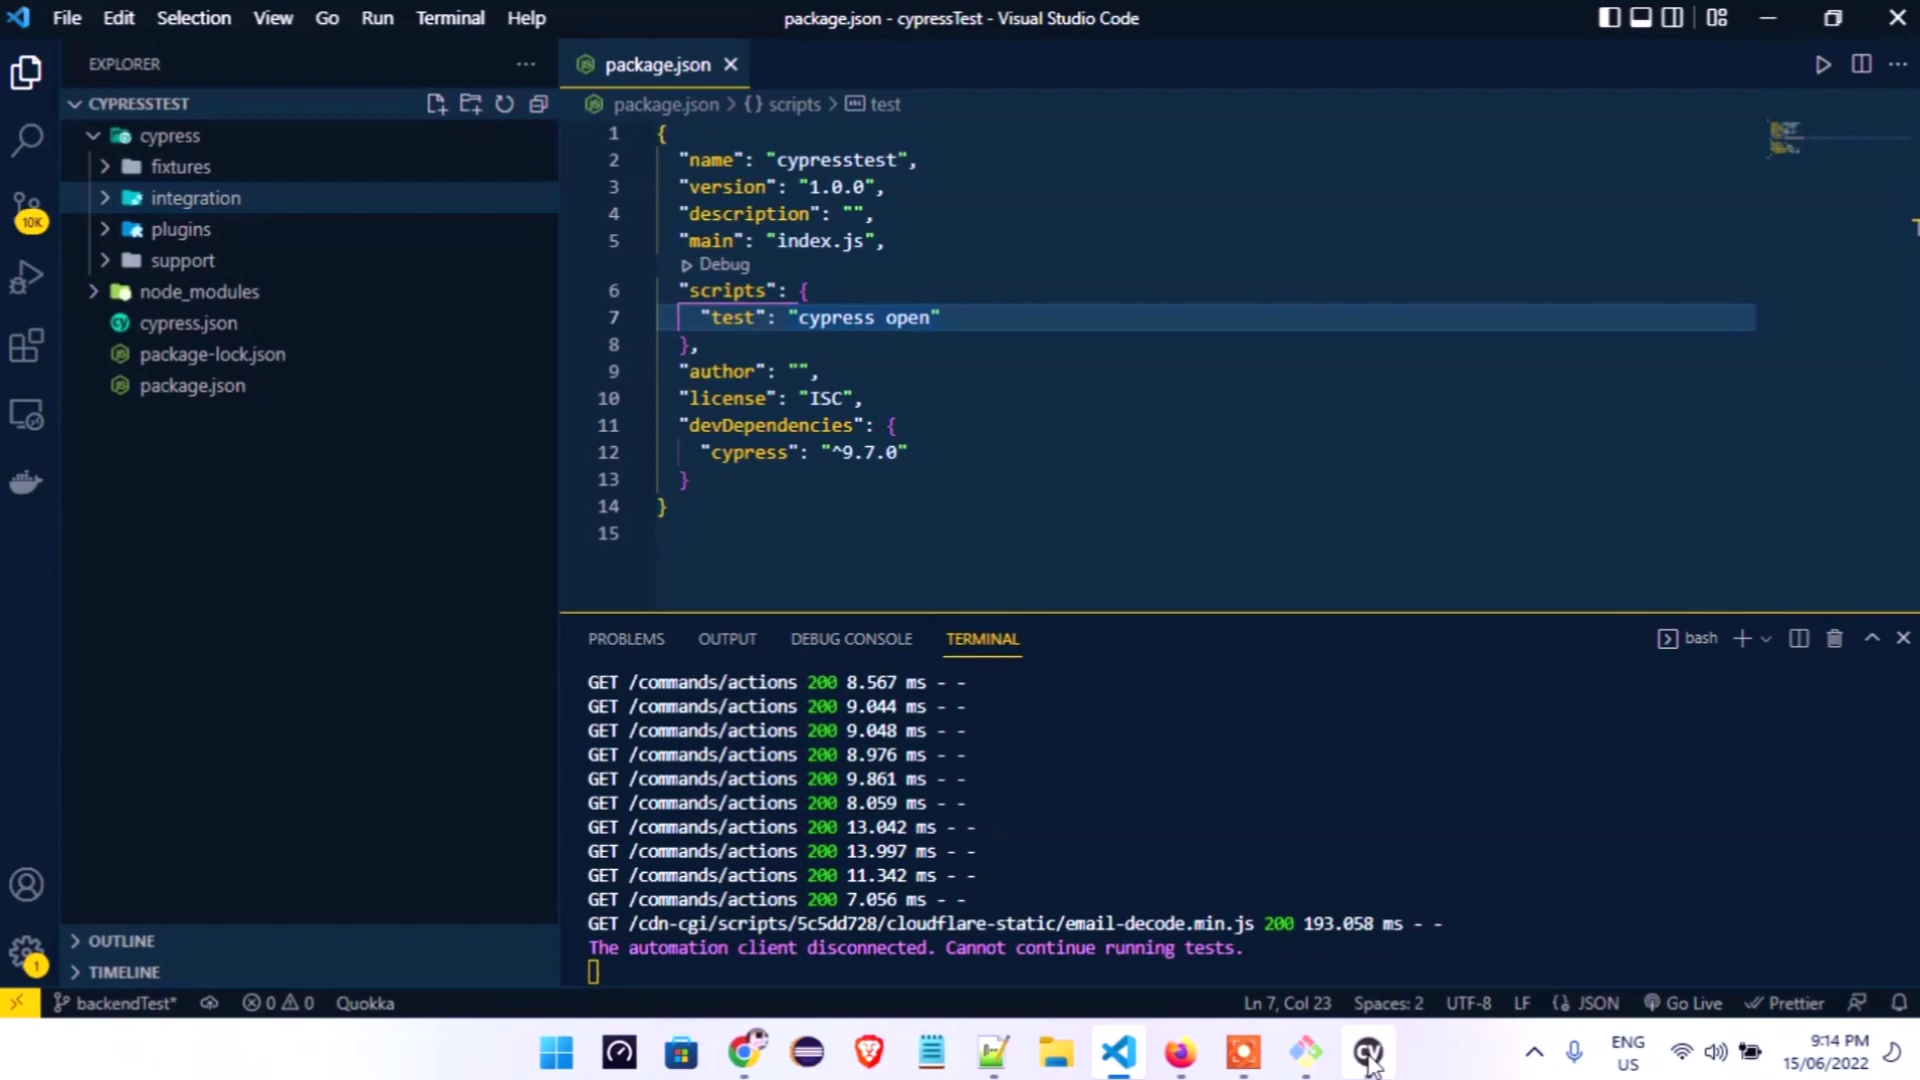 File Edit Selection View Go Run Terminal Help
package.json - cypressTest - Visual Studio Code
EXPLORER
CYPRESSTEST
cypress
fixtures
integration
plugins
support
node_modules
cypress.json
package-lock.json
package.json
OUTLINE
TIMELINE
10K
1
package.json
package.json > {} scripts > test
1 {
2 "name": "cypresstest",
3 "version": "1.0.0",
4 "description": "",
5 "main": "index.js",
Debug
6 "scripts": {
7 "test": "cypress open"
8 },
9 "author": "",
10 "license": "ISC",
11 "devDependencies": {
12 "cypress": "^9.7.0"
13 }
14 }
15
PROBLEMS OUTPUT DEBUG CONSOLE TERMINAL
bash
GET /commands/actions 200 8.567 ms - -
GET /commands/actions 200 9.044 ms - -
GET /commands/actions 200 9.048 ms - -
GET /commands/actions 200 8.976 ms - -
GET /commands/actions 200 9.861 ms - -
GET /commands/actions 200 8.059 ms - -
GET /commands/actions 200 13.042 ms - -
GET /commands/actions 200 13.997 ms - -
GET /commands/actions 200 11.342 ms - -
GET /commands/actions 200 7.056 ms - -
GET /cdn-cgi/scripts/5c5dd728/cloudflare-static/email-decode.min.js 200 193.058 ms - -
The automation client disconnected. Cannot continue running tests.
backendTest* 0 0 Quokka
Ln 7, Col 23 Spaces: 2 UTF-8 LF {} JSON Go Live Prettier
ENG
US
9:14 PM
15/06/2022